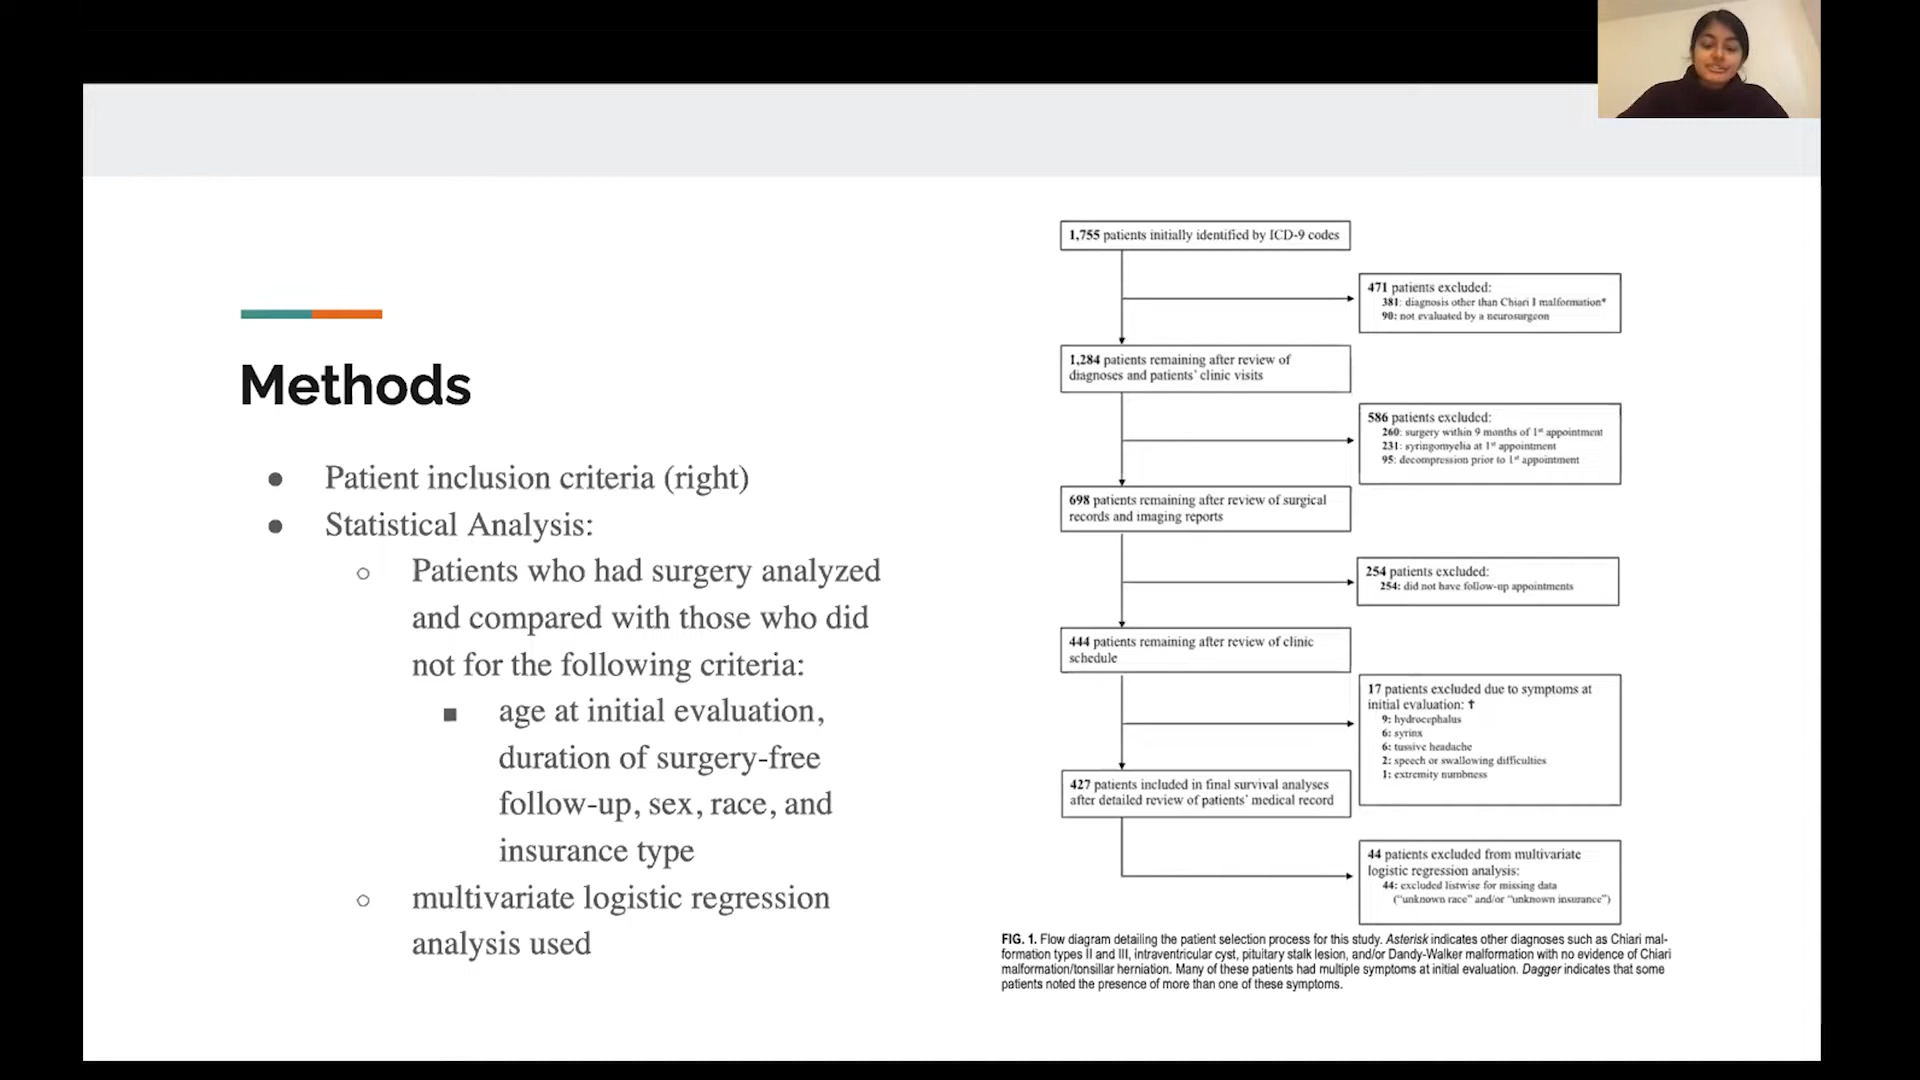 Methods
● Patient inclusion criteria (right)
● Statistical Analysis:
○ Patients who had surgery analyzed
and compared with those who did
not for the following criteria:
■ age at initial evaluation,
duration of surgery-free
follow-up, sex, race, and
insurance type
○ multivariate logistic regression
analysis used
1,755 patients initially identified by ICD-9 codes
471 patients excluded:
381: diagnosis other than Chiari I malformation*
90: not evaluated by a neurosurgeon
1,284 patients remaining after review of
diagnoses and patients' clinic visits
586 patients excluded:
260: surgery within 9 months of 1st appointment
231: syringomyelia at 1st appointment
95: decompression prior to 1st appointment
698 patients remaining after review of surgical
records and imaging reports
254 patients excluded:
254: did not have follow-up appointments
444 patients remaining after review of clinic
schedule
17 patients excluded due to symptoms at
initial evaluation: †
9: hydrocephalus
6: syrinx
6: tussive headache
2: speech or swallowing difficulties
1: extremity numbness
427 patients included in final survival analyses
after detailed review of patients' medical record
44 patients excluded from multivariate
logistic regression analysis:
44: excluded listwise for missing data
("unknown race" and/or "unknown insurance")
FIG. 1. Flow diagram detailing the patient selection process for this study. Asterisk indicates other diagnoses such as Chiari mal-
formation types II and III, intraventricular cyst, pituitary stalk lesion, and/or Dandy-Walker malformation with no evidence of Chiari
malformation/tonsillar herniation. Many of these patients had multiple symptoms at initial evaluation. Dagger indicates that some
patients noted the presence of more than one of these symptoms.